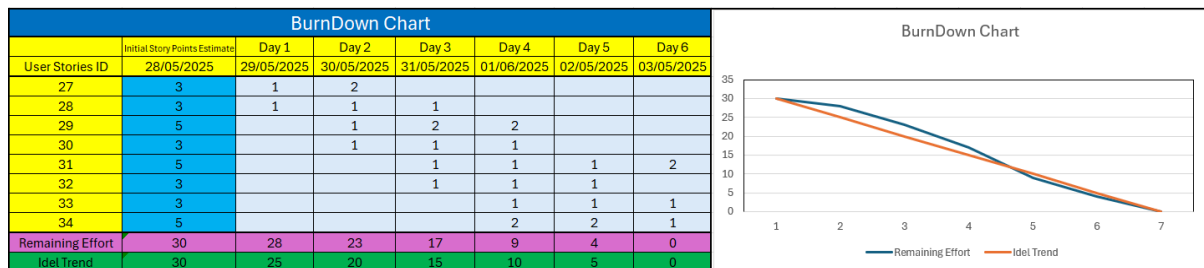 BurnDown Chart
Initial Story Points Estimate Day 1 Day 2 Day 3 Day 4 Day 5 Day 6
User Stories ID 28/05/2025 29/05/2025 30/05/2025 31/05/2025 01/06/2025 02/05/2025 03/05/2025
27 3 1 2
28 3 1 1 1
29 5 1 2 2
30 3 1 1 1
31 5 1 1 1 2
32 3 1 1 1
33 3 1 1 1
34 5 2 2 1
Remaining Effort 30 28 23 17 9 4 0
Idel Trend 30 25 20 15 10 5 0
BurnDown Chart
35
30
25
20
15
10
5
0
1 2 3 4 5 6 7
Remaining Effort Idel Trend